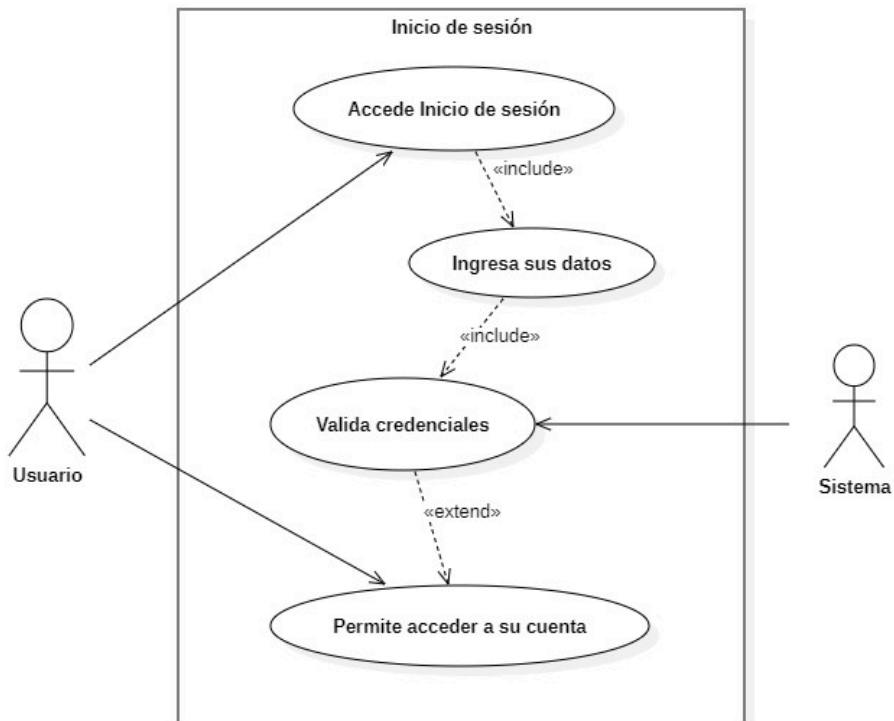 Inicio de sesión
Accede Inicio de sesión
«include»
Ingresa sus datos
«include»
Valida credenciales
Usuario
Sistema
«extend»
Permite acceder a su cuenta